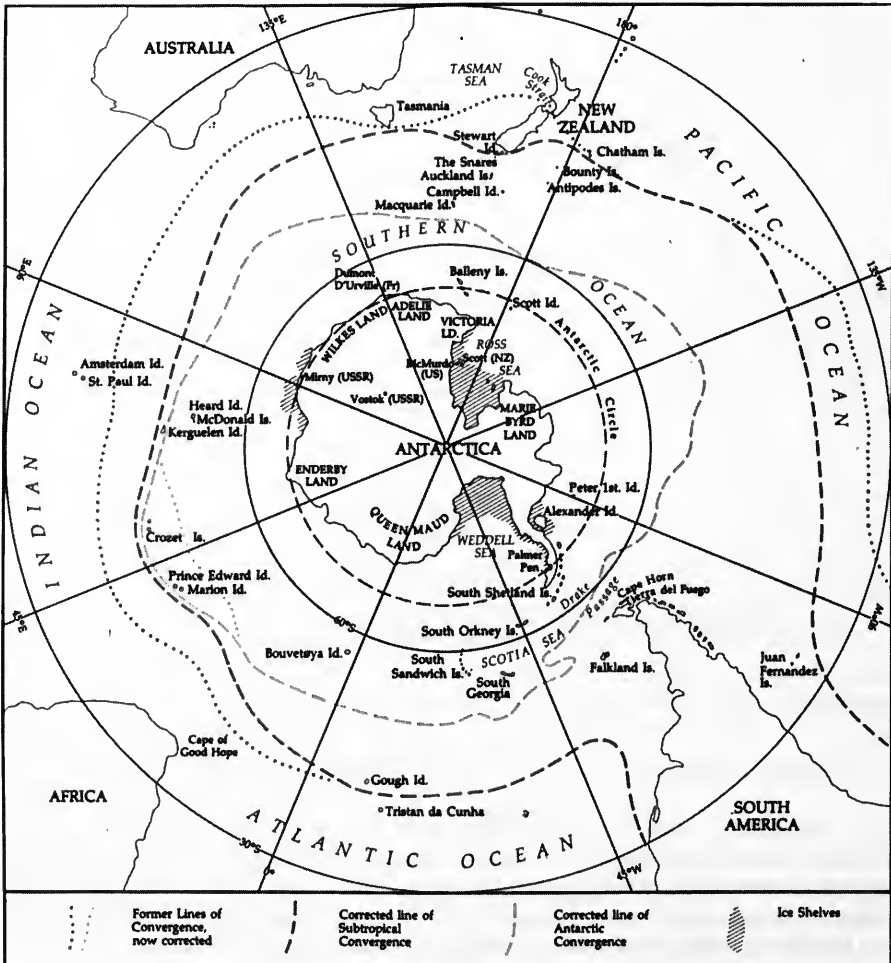 135°E
180°
AUSTRALIA
TASMAN
SEA
Cook
Strait
Tasmania
NEW
ZEALAND
PACIFIC
OCEAN
Stewart
Id.
The Snares
Auckland Is.
Campbell Id.
Macquarie Id.
Chatham Is.
Bounty Is.
Antipodes Is.
SOUTHERN
OCEAN
90°E
135°W
Dumont
D'Urville (Fr)
ADELIE
LAND
Balleny Is.
Scott Id.
Antarctic
Circle
WILKES LAND
VICTORIA
LD.
ROSS
SEA
McMurdo
(US)
Scott (NZ)
Mirny (USSR)
Vostok (USSR)
MARIE
BYRD
LAND
Amsterdam Id.
St. Paul Id.
INDIAN OCEAN
Heard Id.
McDonald Is.
Kerguelen Id.
ANTARCTICA
ENDERBY
LAND
QUEEN MAUD
LAND
WEDDELL
SEA
Peter 1st. Id.
Alexander Id.
Palmer
Pen.
Crozet Is.
Prince Edward Id.
Marion Id.
South Shetland Is.
Drake
Passage
Cape Horn
Tierra del Fuego
45°E
90°W
60°S
South Orkney Is.
SCOTIA SEA
Bouvetøya Id.
South
Sandwich Is.
South
Georgia
Falkland Is.
Juan
Fernandez
Is.
Cape of
Good Hope
Gough Id.
Tristan da Cunha
AFRICA
SOUTH
AMERICA
ATLANTIC OCEAN
30°S
0°
45°W
Former Lines of
Convergence,
now corrected
Corrected line of
Subtropical
Convergence
Corrected line of
Antarctic
Convergence
Ice Shelves